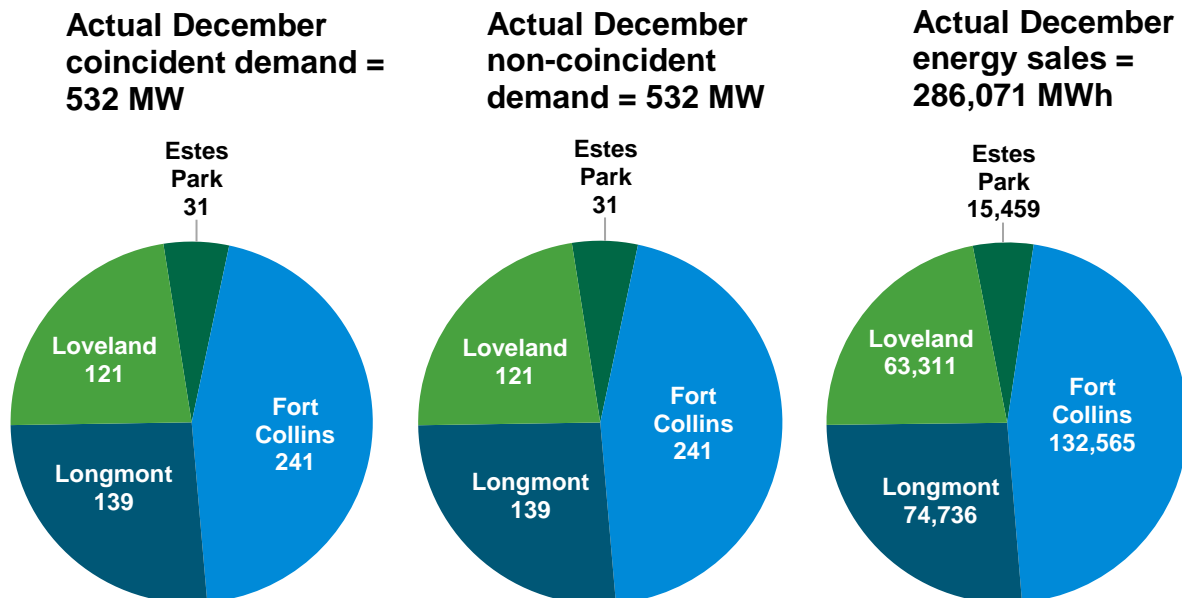 Actual December
coincident demand =
532 MW
Estes
Park
31
Loveland
121
Fort
Collins
241
Longmont
139
Actual December
non-coincident
demand = 532 MW
Estes
Park
31
Loveland
121
Fort
Collins
241
Longmont
139
Actual December
energy sales =
286,071 MWh
Estes
Park
15,459
Loveland
63,311
Fort
Collins
132,565
Longmont
74,736